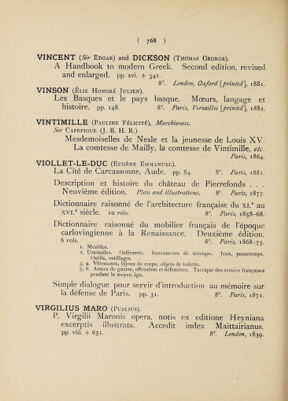 ( 768 )
VINCENT (Sir EDGAR) and DICKSON (THOMAS GEORGE).
A Handbook to modern Greek. Second edition, revised
and enlarged. pp. xvi. + 341.
8°. London, Oxford [printed], 1881.
VINSON (ÉLIE HONORÉ JULIEN).
Les Basques et le pays basque. Mœurs, langage et
histoire. pp. 148. 8°. Paris, Versailles [printed], 1882.
VINTIMILLE (PAULINE FÉLICITÉ), Marchioness.
See CAPEFIGUE (J. B. H. R.)
Mesdemoiselles de Nesle et la jeunesse de Louis XV.
La comtesse de Mailly, la comtesse de Vintimille, etc.
Paris, 1864.
VIOLLET-LE-DUC (EUGÈNE EMMANUEL).
La Cité de Carcassonne, Aude. pp. 84. 8°. Paris, 1881.
Description et histoire du château de Pierrefonds . . .
Neuvième édition. Plan and illustrations. 8°. Paris, 1877.
Dictionnaire raisonné de l'architecture française du XI.e au
XVI.e siècle. 10 vols. 8°. Paris, 1858-68.
Dictionnaire raisonné du mobilier français de l'époque
carlovingienne à la Renaissance. Deuxième édition.
6 vols. 8°. Paris, 1868-75.
1. Meubles.
2. Ustensiles. Orfèvrerie. Instruments de musique. Jeux, passetemps.
Outils, outillages.
3. 4. Vêtements, bijoux de corps, objets de toilette.
5. 6. Armes de guerre, offensives et défensives. Tactique des armées françaises
pendant le moyen âge.
Simple dialogue pour servir d'introduction au mémoire sur
la défense de Paris. pp. 31. 8°. Paris, 1871.
VIRGILIUS MARO (PUBLIUS).
P. Virgilii Maronis opera, notis ex editione Heyniana
excerptis illustrata. Accedit index Maittairianus.
pp. viii. + 651. 8°. London, 1839.